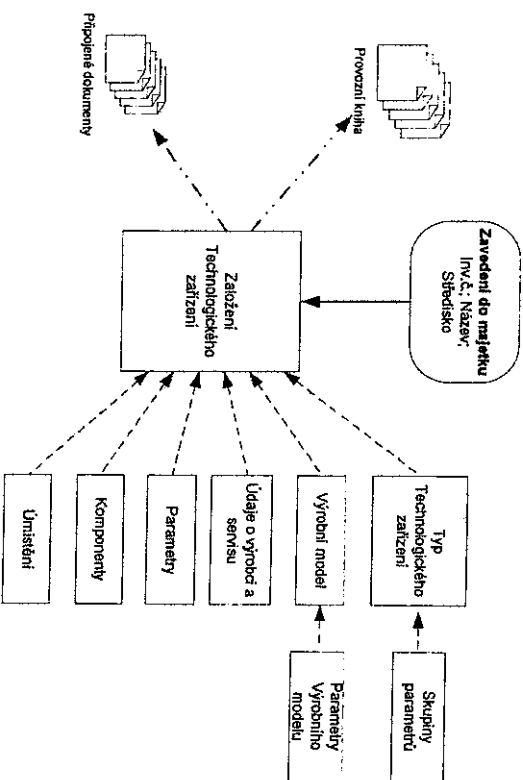 Zavedení do majetku
Inv.č.; Název;
Středisko
Provozní kniha
Připojené dokumenty
Založení
Technologického
zařízení
Typ
Technologického
zařízení
Skupiny
parametrů
Výrobní model
Parametry
Výrobního
modelu
Údaje o výrobci a
servisu
Parametry
Komponenty
Umístění